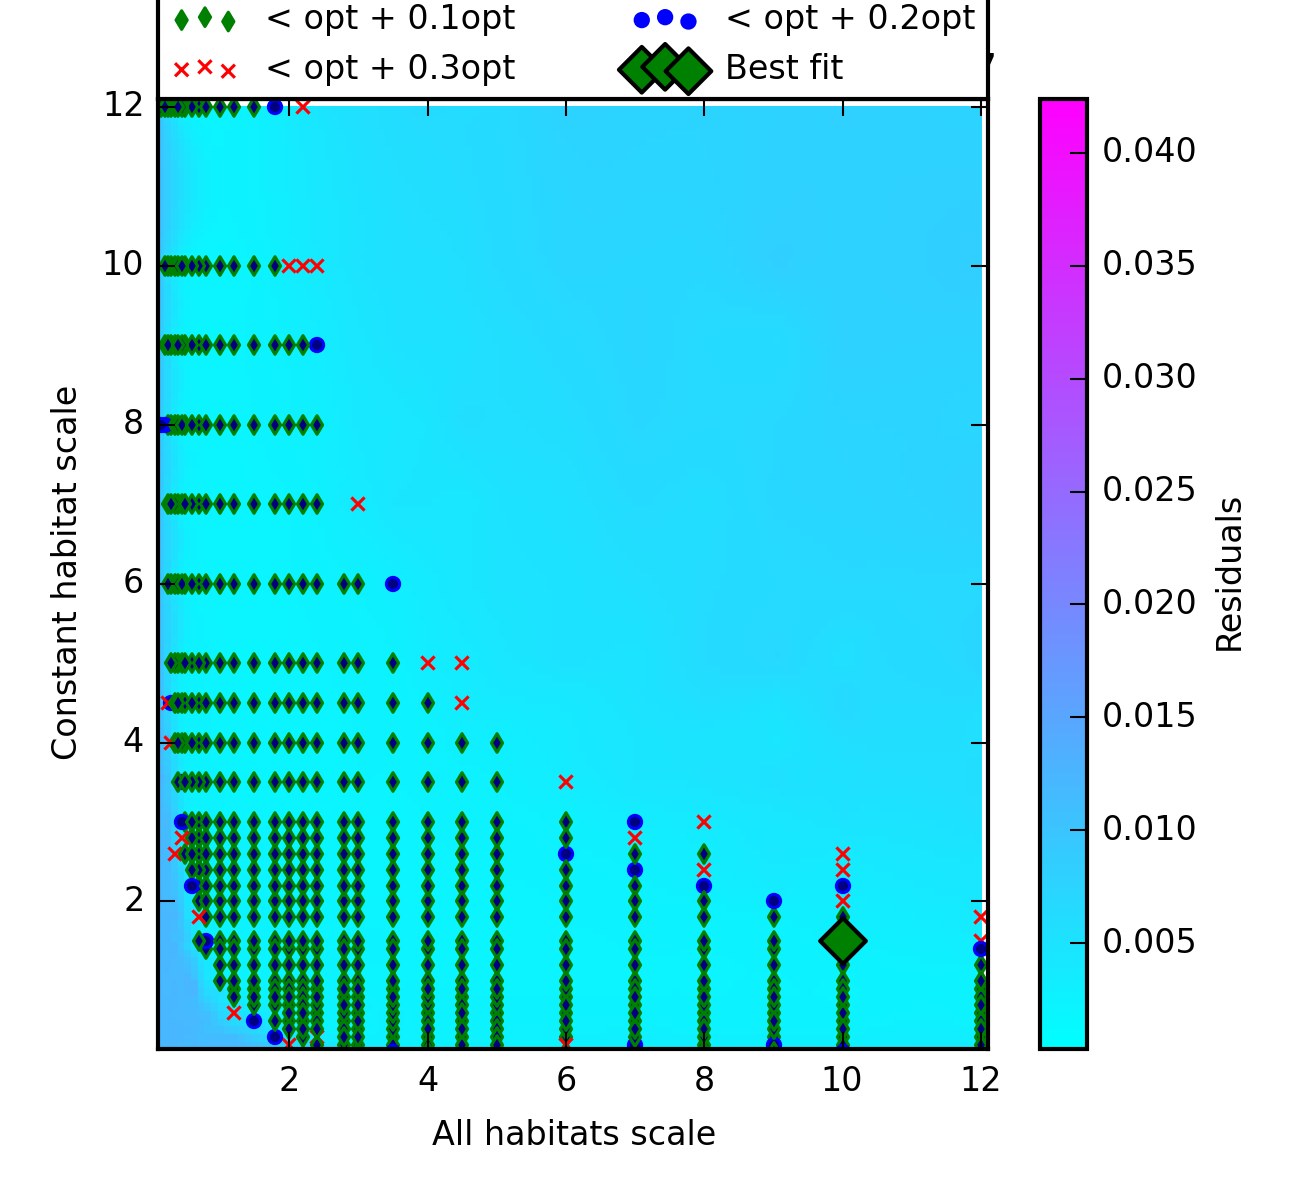 < opt + 0.1opt
< opt + 0.2opt
< opt + 0.3opt
Best fit
12
10
8
6
4
2
Constant habitat scale
2
4
6
8
10
12
All habitats scale
0.040
0.035
0.030
0.025
0.020
0.015
0.010
0.005
Residuals